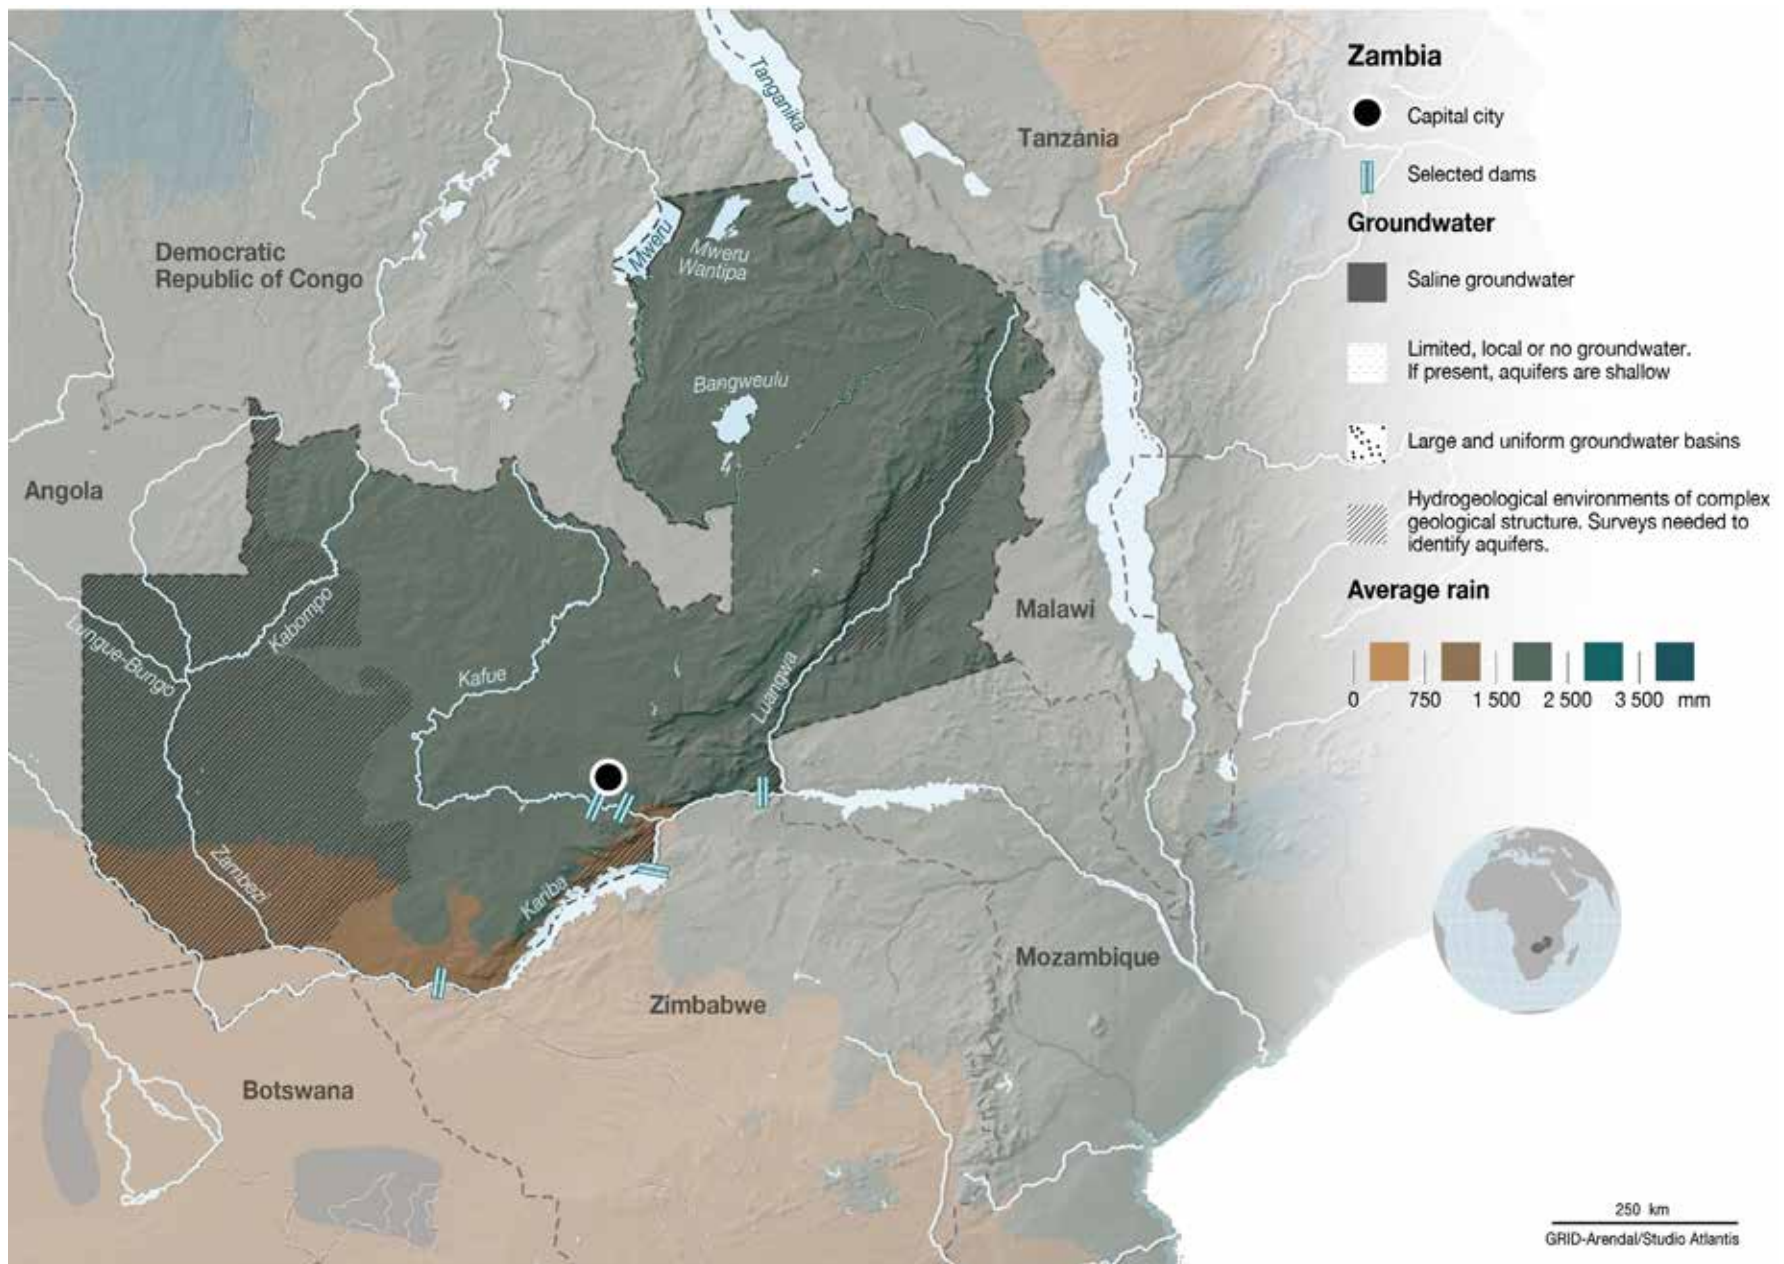 Zambia
Capital city
Selected dams
Groundwater
Saline groundwater
Limited, local or no groundwater.
If present, aquifers are shallow
Large and uniform groundwater basins
Hydrogeological environments of complex
geological structure. Surveys needed to
identify aquifers.
Average rain
0 750 1 500 2 500 3 500 mm
Tanganika
Tanzania
Democratic
Republic of Congo
Mweru
Mweru
Wantipa
Bangweulu
Angola
Malawi
Kabompo
Lungue-Bungo
Kafue
Luangwa
Zambezi
Kariba
Mozambique
Zimbabwe
Botswana
250 km
GRID-Arendal/Studio Atlantis